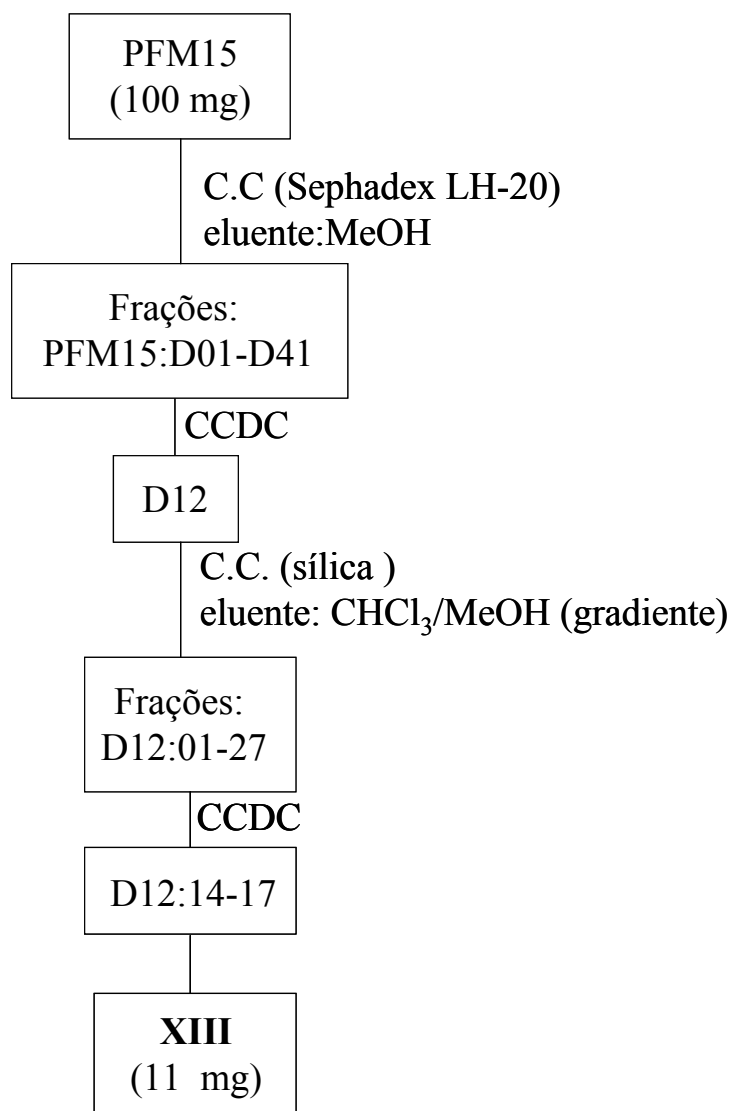 PFM15
(100 mg)
C.C (Sephadex LH-20)
eluente:MeOH
Frações:
PFM15:D01-D41
CCDC
D12
C.C. (sílica )
eluente: CHCl₃/MeOH (gradiente)
Frações:
D12:01-27
CCDC
D12:14-17
XIII
(11 mg)